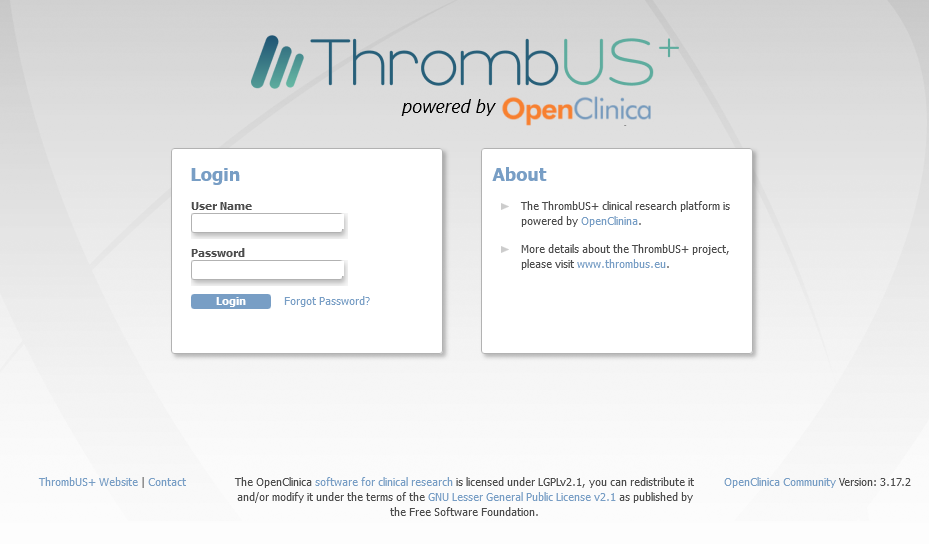 ThrombUS+
powered by OpenClinica
Login
User Name
Password
Login Forgot Password?
About
The ThrombUS+ clinical research platform is
powered by OpenClinina.
More details about the ThrombUS+ project,
please visit www.thrombus.eu.
ThrombUS+ Website | Contact
The OpenClinica software for clinical research is licensed under LGPLv2.1, you can redistribute it
and/or modify it under the terms of the GNU Lesser General Public License v2.1 as published by
the Free Software Foundation.
OpenClinica Community Version: 3.17.2